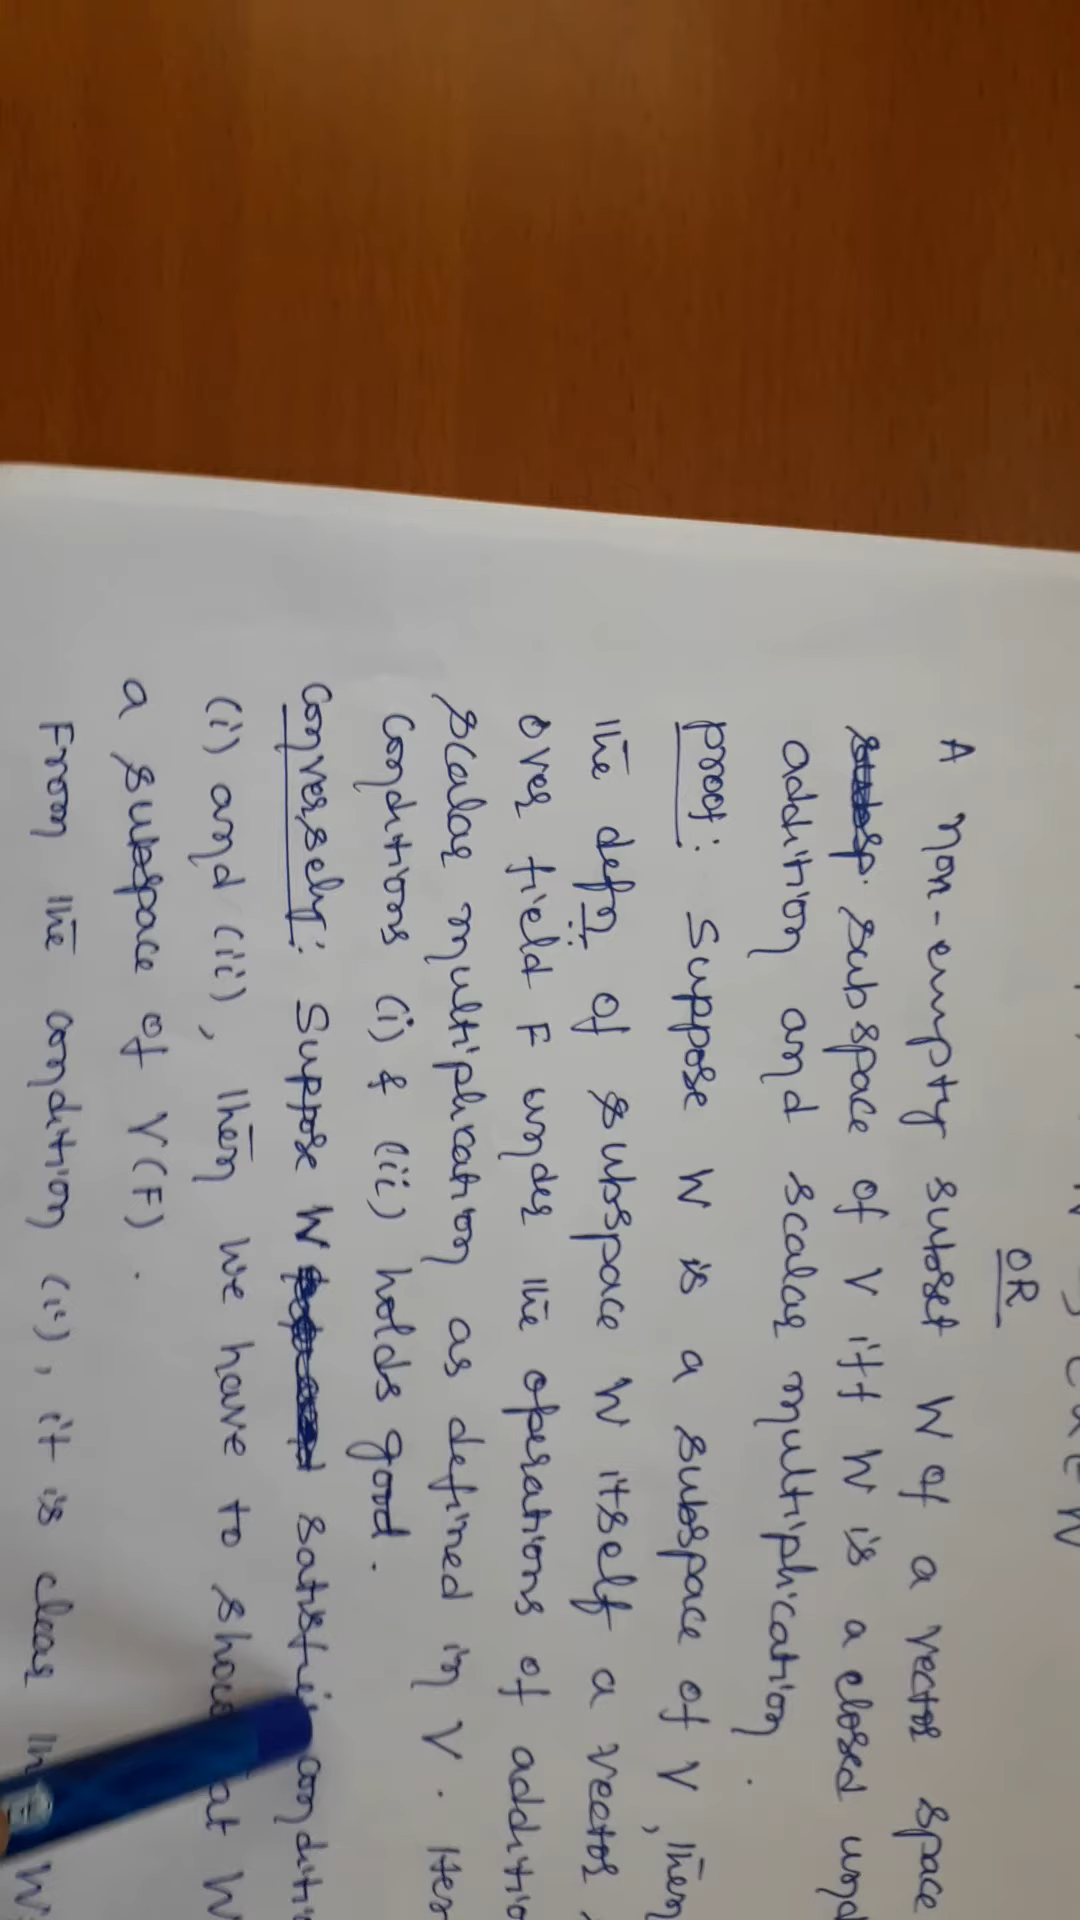 OR
A non-empty subset W of a vector space
subspace of V iff W is a closed und
addition and scalar multiplication.
proof: Suppose W is a subspace of V, then
the defn of subspace W itself a vector
over field F under the operations of additio
scalar multiplication as defined in V. Hen
conditions (i) & (ii) holds good.
Conversely: Suppose W satisfi conditi
(i) and (ii), then we have to show at W
a subspace of V(F).
From the condition (i), it is clear W